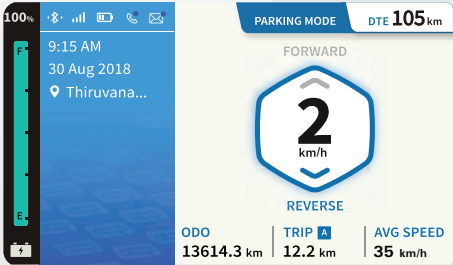 100%
F
E
9:15 AM
30 Aug 2018
Thiruvana...
PARKING MODE
DTE 105 km
FORWARD
2
km/h
REVERSE
ODO
13614.3 km
TRIP A
12.2 km
AVG SPEED
35 km/h